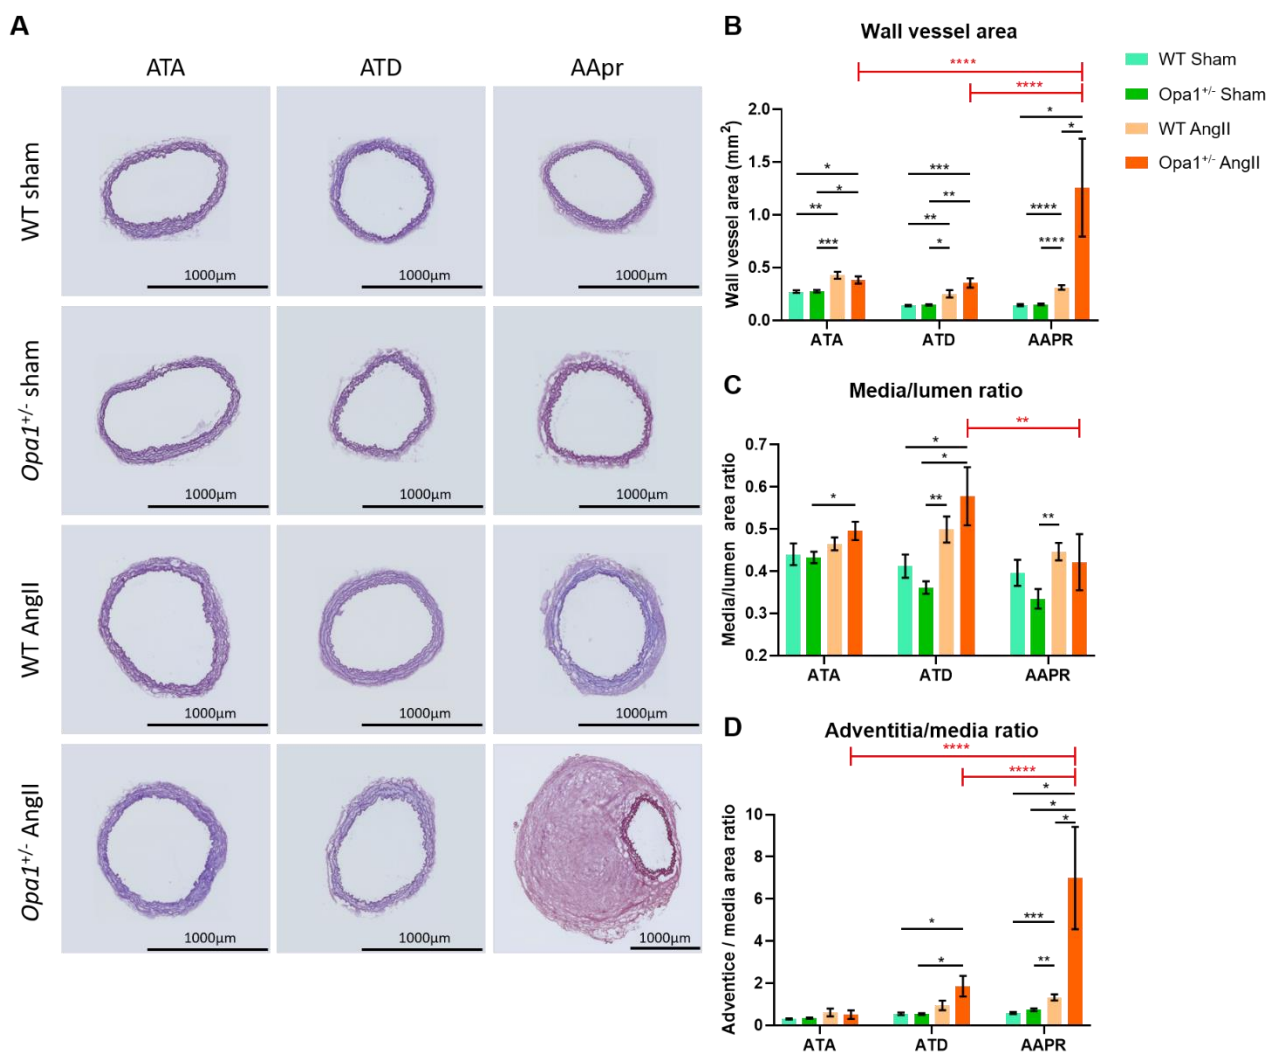 A
ATA
ATD
AApr
WT sham
1000µm
1000µm
1000µm
Opa1+/- sham
1000µm
1000µm
1000µm
WT AngII
1000µm
1000µm
1000µm
Opa1+/- AngII
1000µm
1000µm
1000µm
B
Wall vessel area
****
****
WT Sham
Opa1+/- Sham
WT AngII
Opa1+/- AngII
Wall vessel area (mm2)
2.0
1.5
1.0
0.5
0.0
*
*
**
***
***
**
**
*
*
*
****
****
ATA
ATD
AAPR
C
Media/lumen ratio
**
Media/lumen area ratio
0.7
0.6
0.5
0.4
0.3
0.2
*
*
*
**
**
ATA
ATD
AAPR
D
Adventitia/media ratio
****
****
Adventice / media area ratio
10
8
6
4
2
0
*
*
*
*
*
***
**
ATA
ATD
AAPR